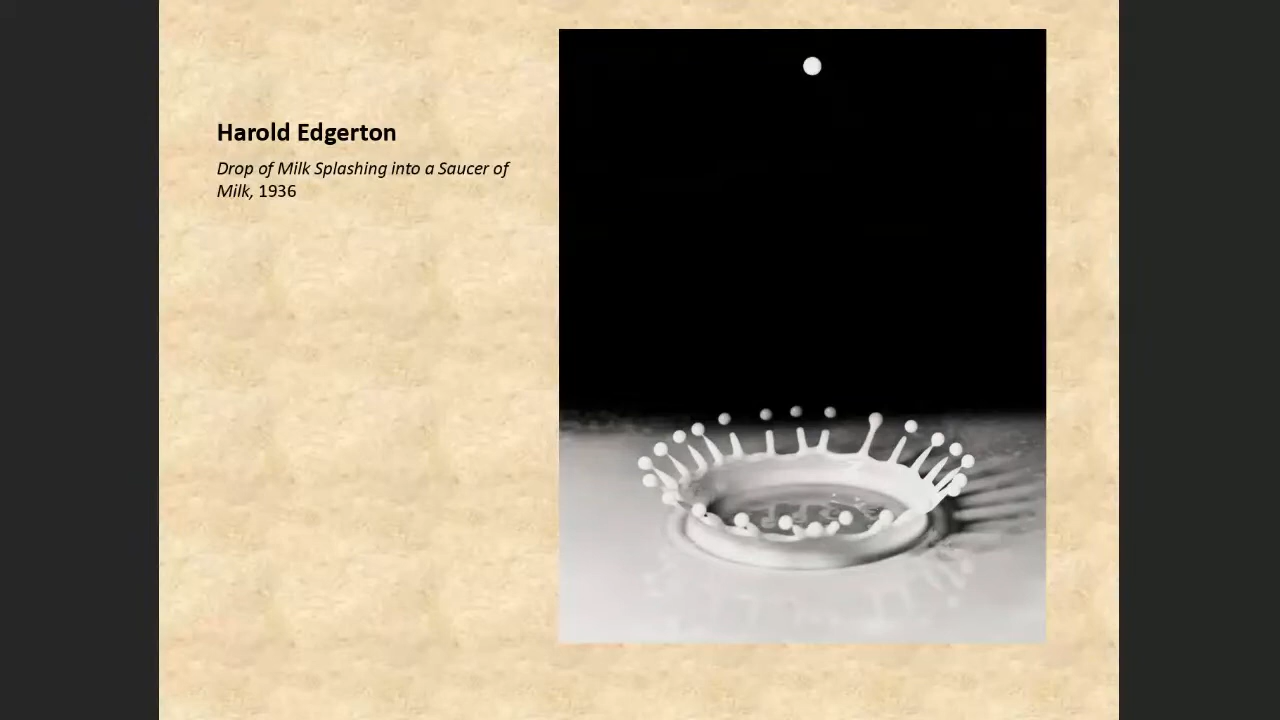 Harold Edgerton
Drop of Milk Splashing into a Saucer of
Milk, 1936